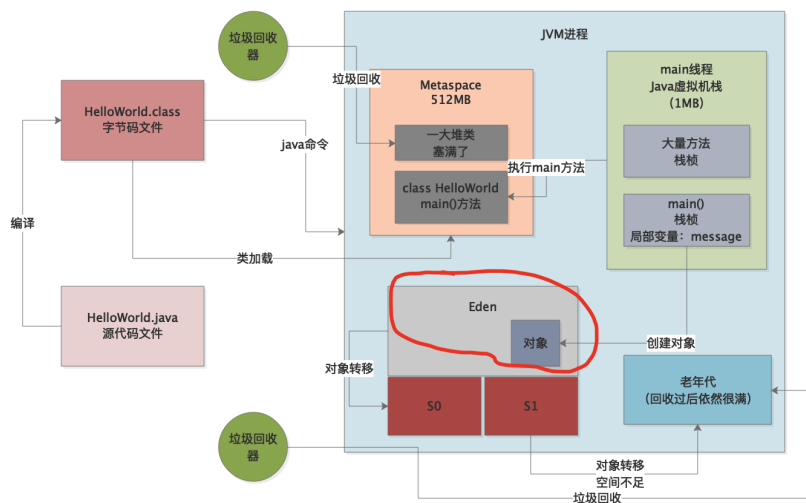 垃圾回收
器
JVM进程
垃圾回收
Metaspace
512MB
main线程
Java虚拟机栈
（1MB）
HelloWorld.class
字节码文件
一大堆类
塞满了
大量方法
栈桢
java命令
执行main方法
class HelloWorld
main()方法
main()
栈桢
局部变量：message
编译
类加载
HelloWorld.java
源代码文件
Eden
对象
创建对象
对象转移
老年代
（回收过后依然很满）
S0
S1
垃圾回收
器
对象转移
空间不足
垃圾回收